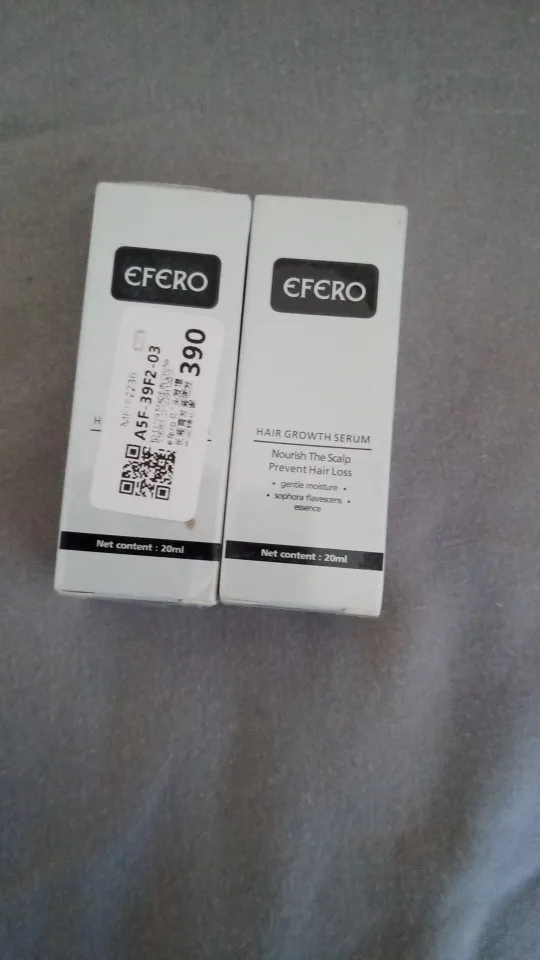 EFERO
390
A5F-39F2-03
Net content : 20ml
EFERO
HAIR GROWTH SERUM
Nourish The Scalp
Prevent Hair Loss
• gentle moisture •
• sophora flavescens •
essence
Net content : 20ml